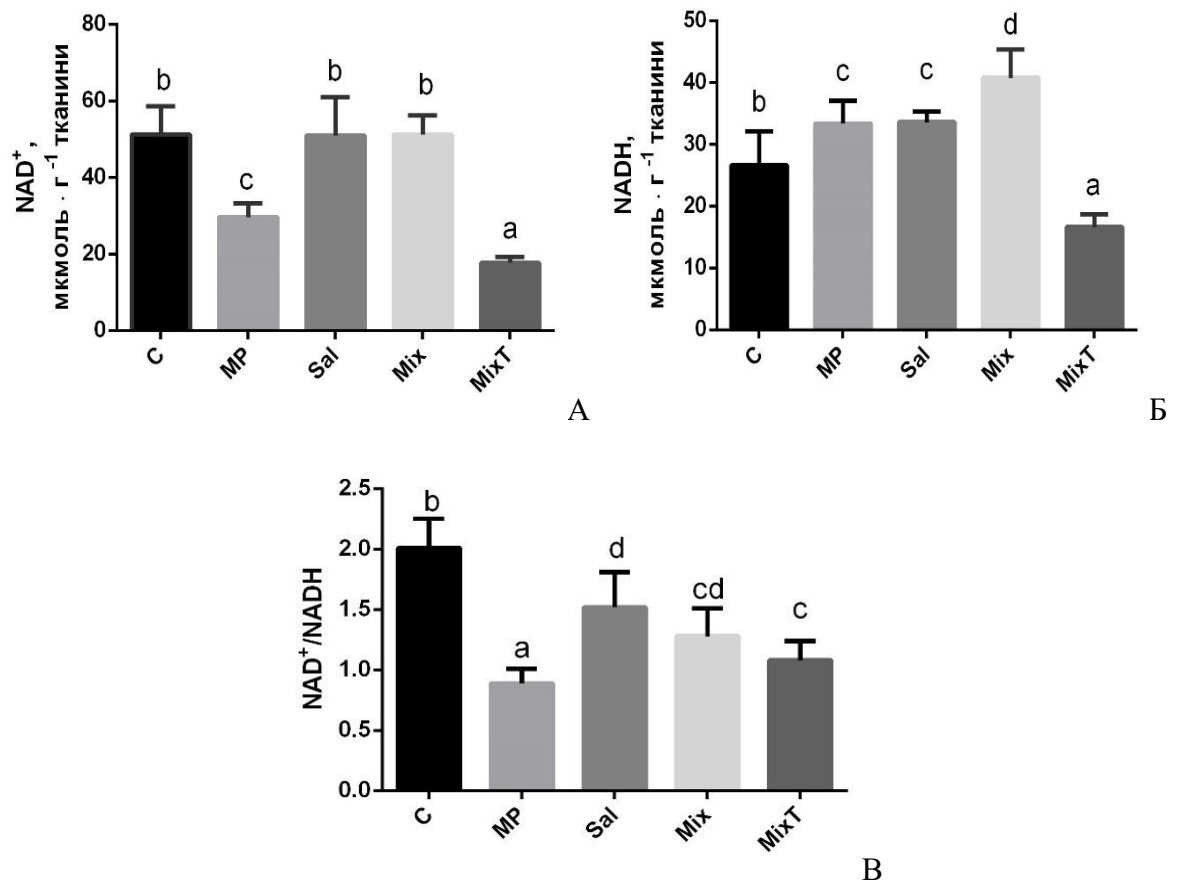 NAD⁺,
мкмоль · г ⁻¹ тканини
80
60
40
20
0
b
c
b
b
a
C
MP
Sal
Mix
MixT
А
NADH,
мкмоль · г ⁻¹ тканини
50
40
30
20
10
0
b
c
c
d
a
C
MP
Sal
Mix
MixT
Б
NAD⁺/NADH
2.5
2.0
1.5
1.0
0.5
0.0
b
a
d
cd
c
C
MP
Sal
Mix
MixT
В